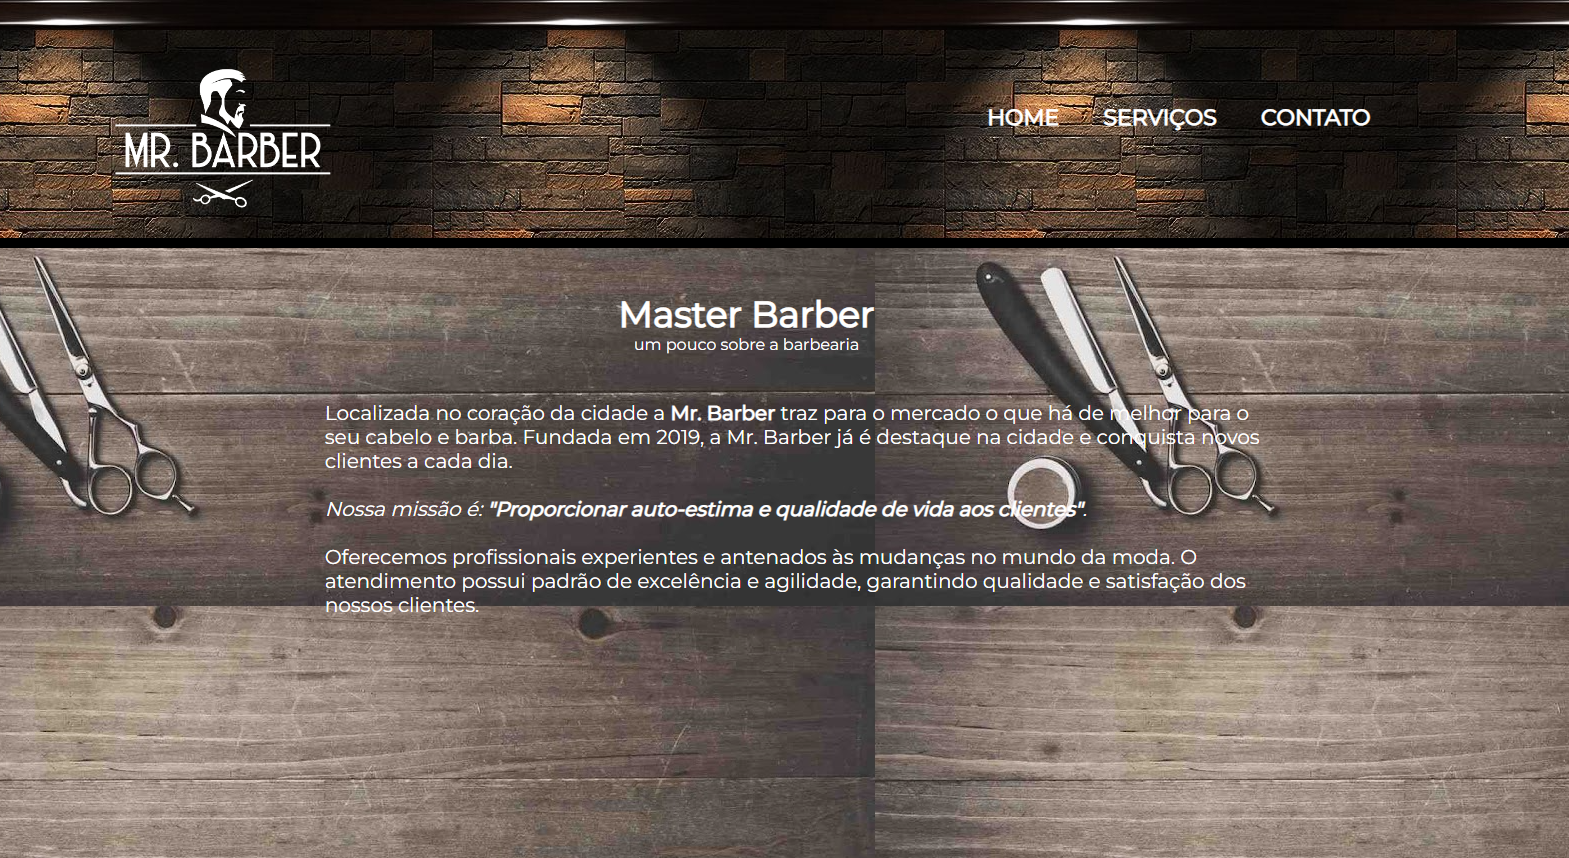 MR. BARBER
HOME SERVIÇOS CONTATO
Master Barber
um pouco sobre a barbearia
Localizada no coração da cidade a Mr. Barber traz para o mercado o que há de melhor para o
seu cabelo e barba. Fundada em 2019, a Mr. Barber já é destaque na cidade e conquista novos
clientes a cada dia.
Nossa missão é: "Proporcionar auto-estima e qualidade de vida aos clientes".
Oferecemos profissionais experientes e antenados às mudanças no mundo da moda. O
atendimento possui padrão de excelência e agilidade, garantindo qualidade e satisfação dos
nossos clientes.